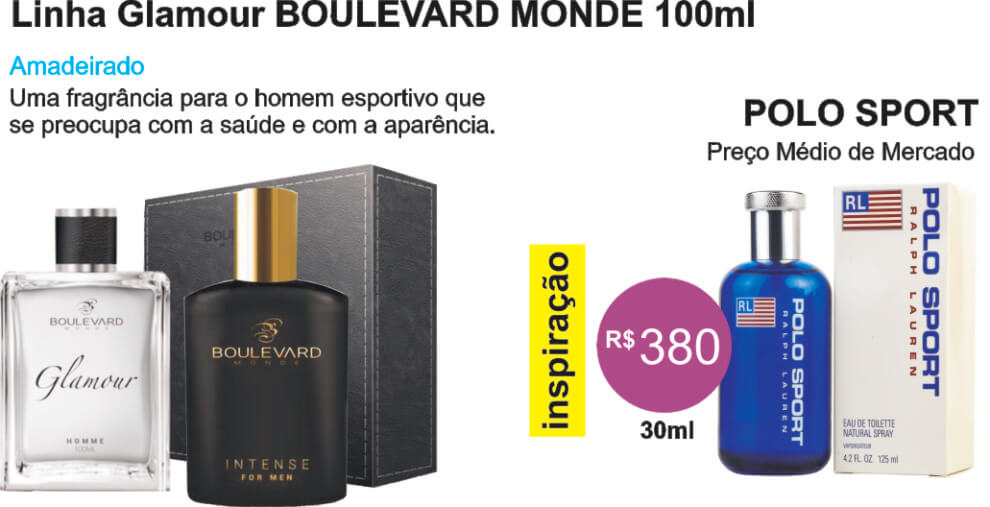 Linha Glamour BOULEVARD MONDE 100ml
Amadeirado
Uma fragrância para o homem esportivo que
se preocupa com a saúde e com a aparência.
POLO SPORT
Preço Médio de Mercado
BOULEVARD
MONDE
Glamour
HOMME
100ML
BOU
M
BOULEVARD
MONDE
INTENSE
FOR MEN
inspiração
R$ 380
30ml
RL
POLO SPORT
RALPH LAUREN
RL
POLO SPORT
RALPH LAUREN
EAU DE TOILETTE
NATURAL SPRAY
VAPORISATEUR
4.2 FL. OZ. 125 ml